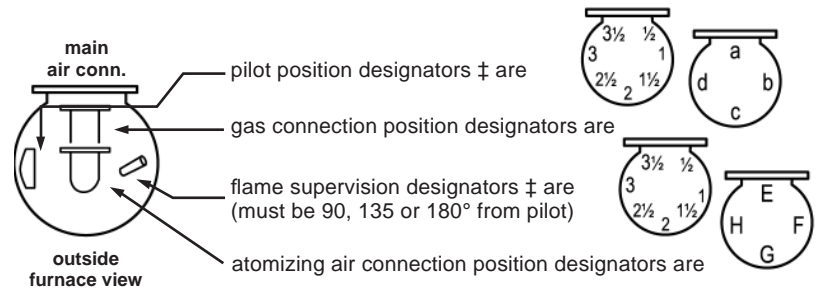 main
air conn.
pilot position designators ‡ are
3½ ½
3 1
2½ 1½
2
a
d b
c
gas connection position designators are
flame supervision designators ‡ are
(must be 90, 135 or 180° from pilot)
3½ ½
3 1
2½ 1½
2
E
H F
G
atomizing air connection position designators are
outside
furnace view